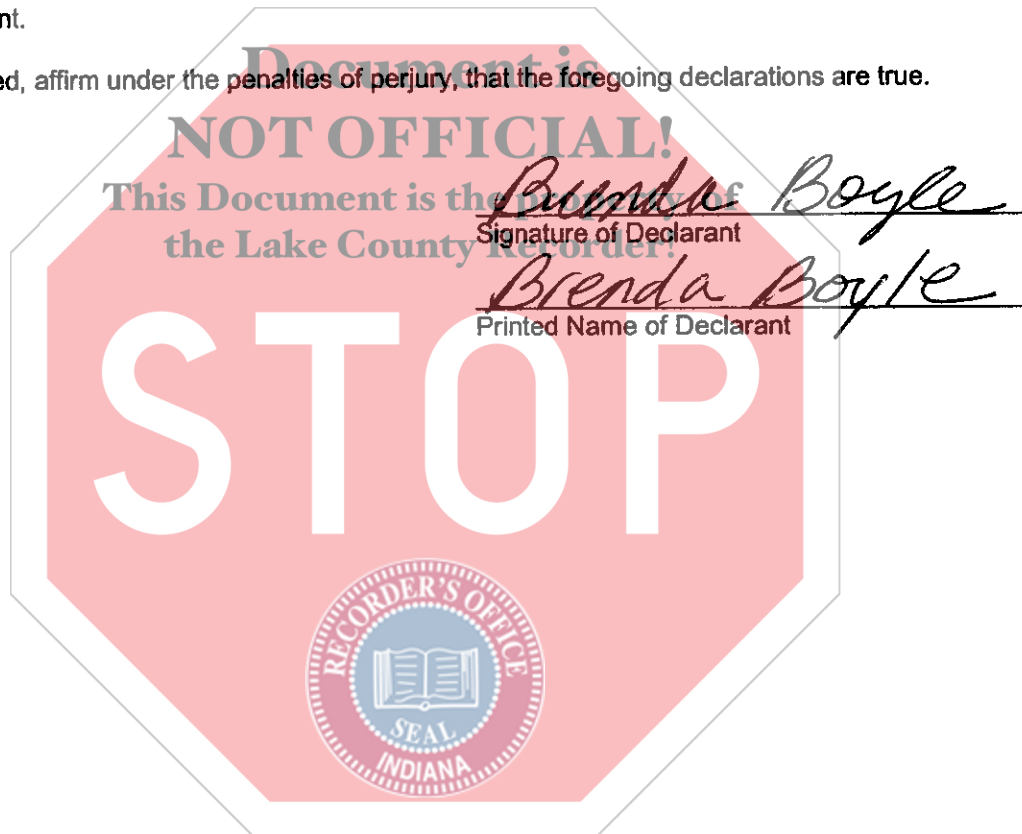 nt.
ed, affirm under the penalties of perjury, that the foregoing declarations are true.
Document is
NOT OFFICIAL!
This Document is the property of
the Lake County Recorder!
Brenda Boyle
Signature of Declarant
Brenda Boyle
Printed Name of Declarant
STOP
RECORDER'S OFFICE
SEAL
INDIANA